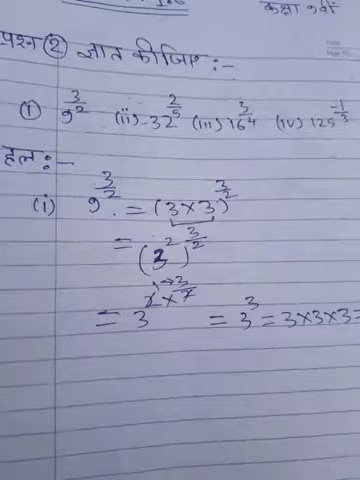 कक्षा 9वीं
प्रश्न ② ज्ञात कीजिए :-
(i) 9^(3/2) (ii) 32^(2/5) (iii) 16^(3/4) (iv) 125^(-1/3)
हल :-
(i) 9^(3/2) = (3×3)^(3/2)
= (3²)^(3/2)
= 3^(2×3/2) = 3³ = 3×3×3=